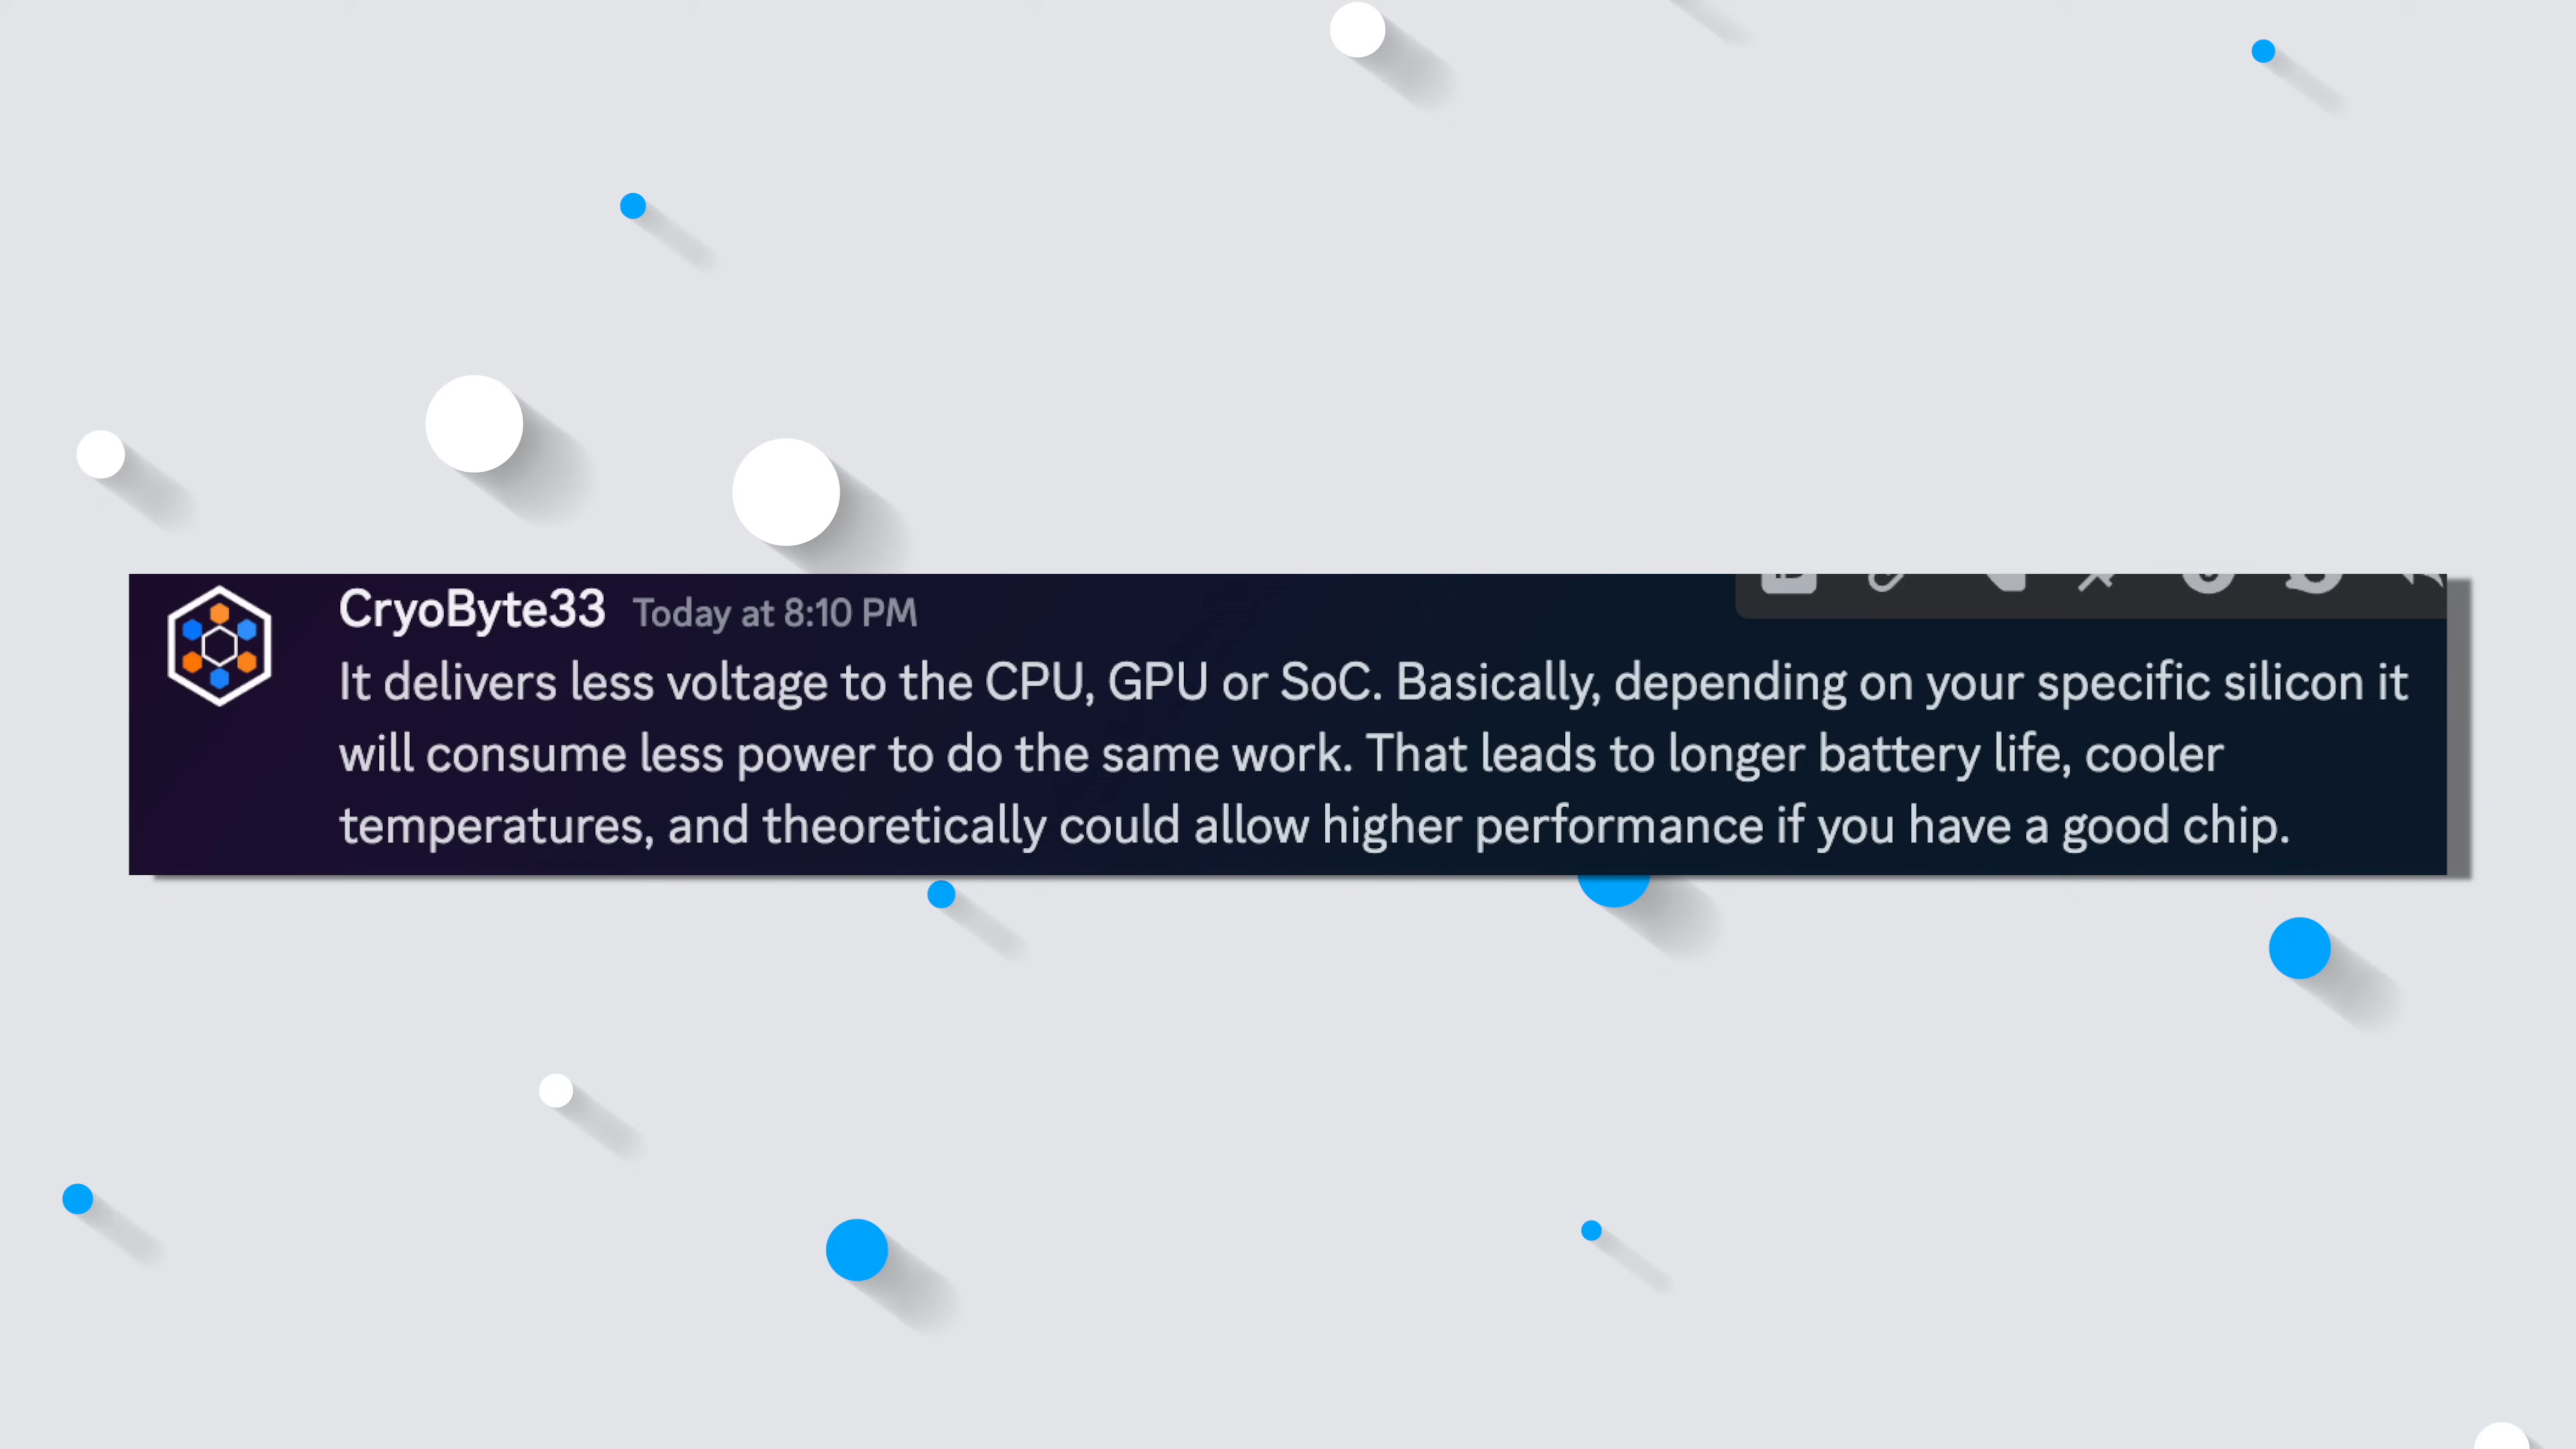 CryoByte33 Today at 8:10 PM
It delivers less voltage to the CPU, GPU or SoC. Basically, depending on your specific silicon it
will consume less power to do the same work. That leads to longer battery life, cooler
temperatures, and theoretically could allow higher performance if you have a good chip.